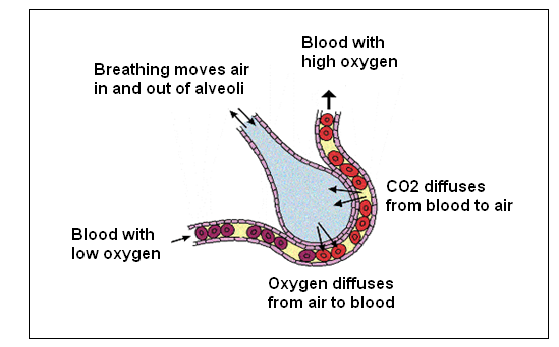 Blood with
high oxygen
Breathing moves air
in and out of alveoli
CO2 diffuses
from blood to air
Blood with
low oxygen
Oxygen diffuses
from air to blood